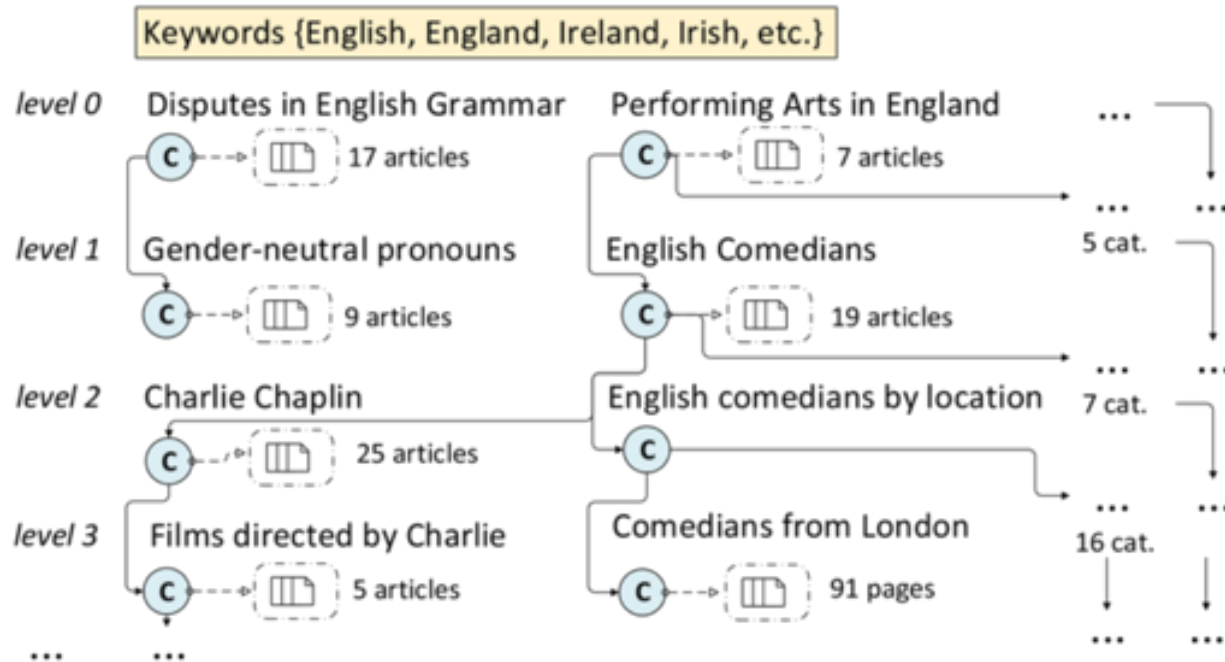 Keywords {English, England, Ireland, Irish, etc.}
level 0 Disputes in English Grammar Performing Arts in England ...
C 17 articles C 7 articles
... ...
level 1 Gender-neutral pronouns English Comedians 5 cat.
C 9 articles C 19 articles
... ...
level 2 Charlie Chaplin English comedians by location 7 cat.
C 25 articles C
... ...
level 3 Films directed by Charlie Comedians from London 16 cat.
C 5 articles C 91 pages
... ... ... ...